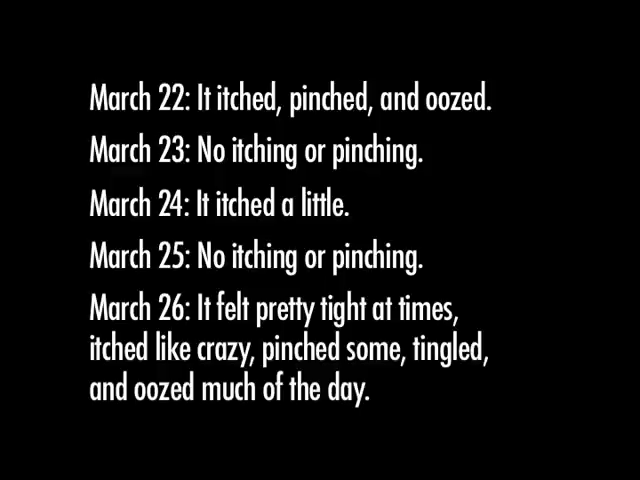 March 22: It itched, pinched, and oozed.
March 23: No itching or pinching.
March 24: It itched a little.
March 25: No itching or pinching.
March 26: It felt pretty tight at times,
itched like crazy, pinched some, tingled,
and oozed much of the day.